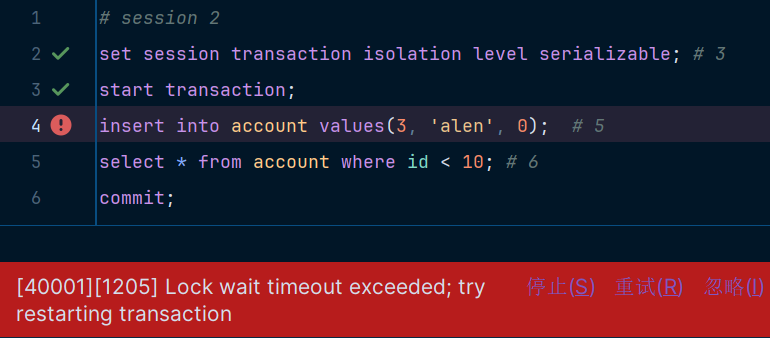 1 # session 2
2 set session transaction isolation level serializable; # 3
3 start transaction;
4 insert into account values(3, 'alen', 0);  # 5
5 select * from account where id < 10; # 6
6 commit;
[40001][1205] Lock wait timeout exceeded; try 停止(S) 重试(R) 忽略(I)
restarting transaction